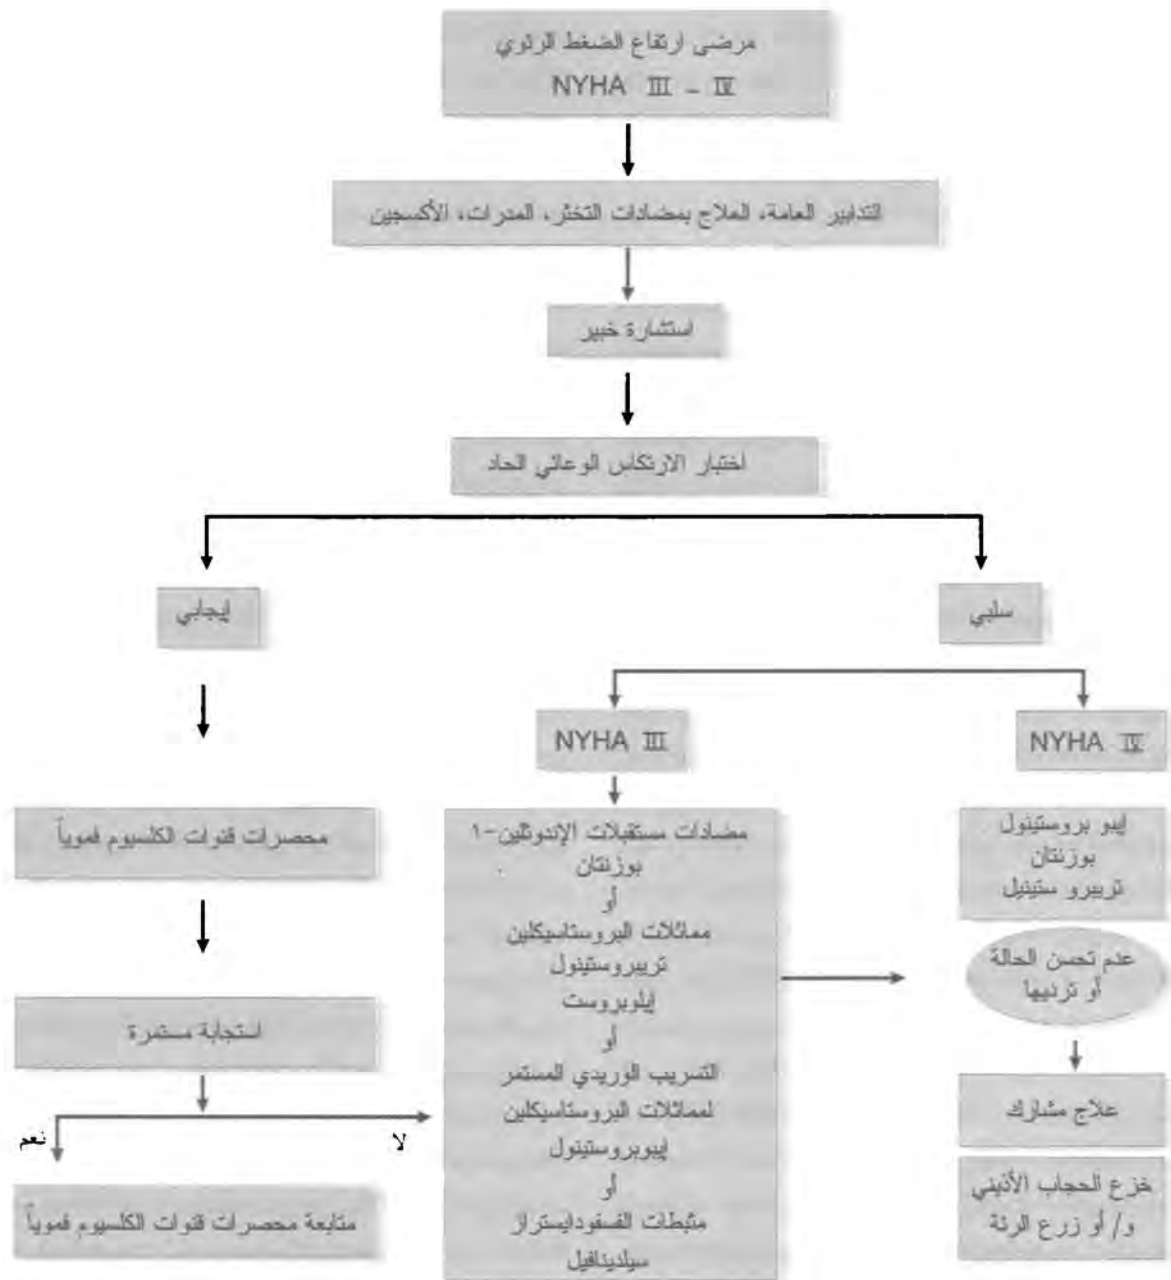 مرضى ارتفاع الضغط الرئوي
NYHA III - IV
التدابير العامة، العلاج بمضادات التخثر، المدرات، الأكسجين
استشارة خبير
اختبار الارتكاس الوعائي الحاد
إيجابي
سلبي
NYHA III
NYHA IV
محصرات قنوات الكلسيوم فموياً
استجابة مستمرة
نعم
لا
متابعة محصرات قنوات الكلسيوم فموياً
مضادات مستقبلات الإندوثلين-١
بوزنتان
أو
مماثلات البروستاسيكلين
تريبروستينول
إيلوبروست
أو
التسريب الوريدي المستمر
لمماثلات البروستاسيكلين
إيبوبروستينول
أو
مثبطات الفسفودايستراز
سيلدينافيل
إيبو بروستينول
بوزنتان
تريبرو ستينيل
عدم تحسن الحالة
أو ترديها
علاج مشارك
خزع الحجاب الأذيني
و/ أو زرع الرئة